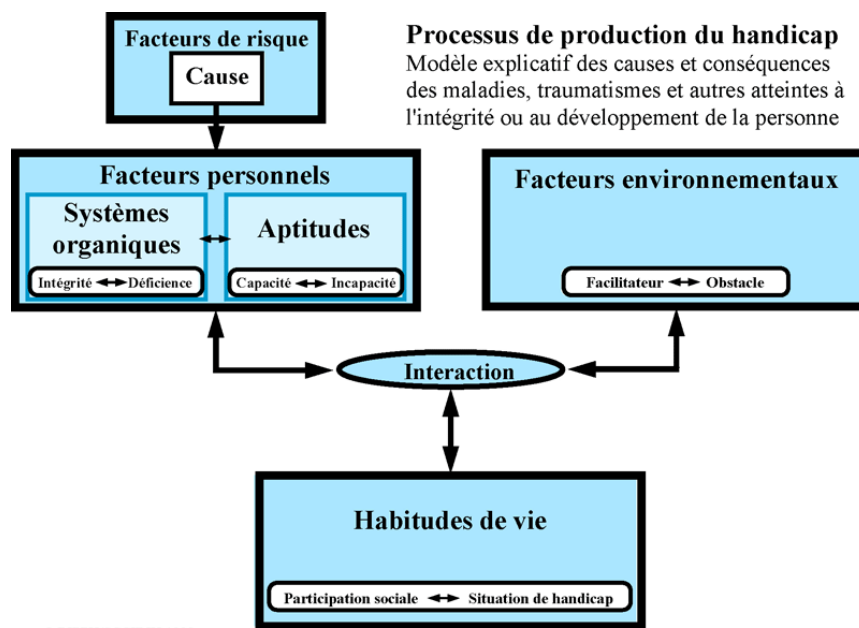 Facteurs de risque
Cause
Processus de production du handicap
Modèle explicatif des causes et conséquences
des maladies, traumatismes et autres atteintes à
l'intégrité ou au développement de la personne
Facteurs personnels
Systèmes
organiques
Aptitudes
Intégrité Déficience
Capacité Incapacité
Facteurs environnementaux
Facilitateur Obstacle
Interaction
Habitudes de vie
Participation sociale Situation de handicap